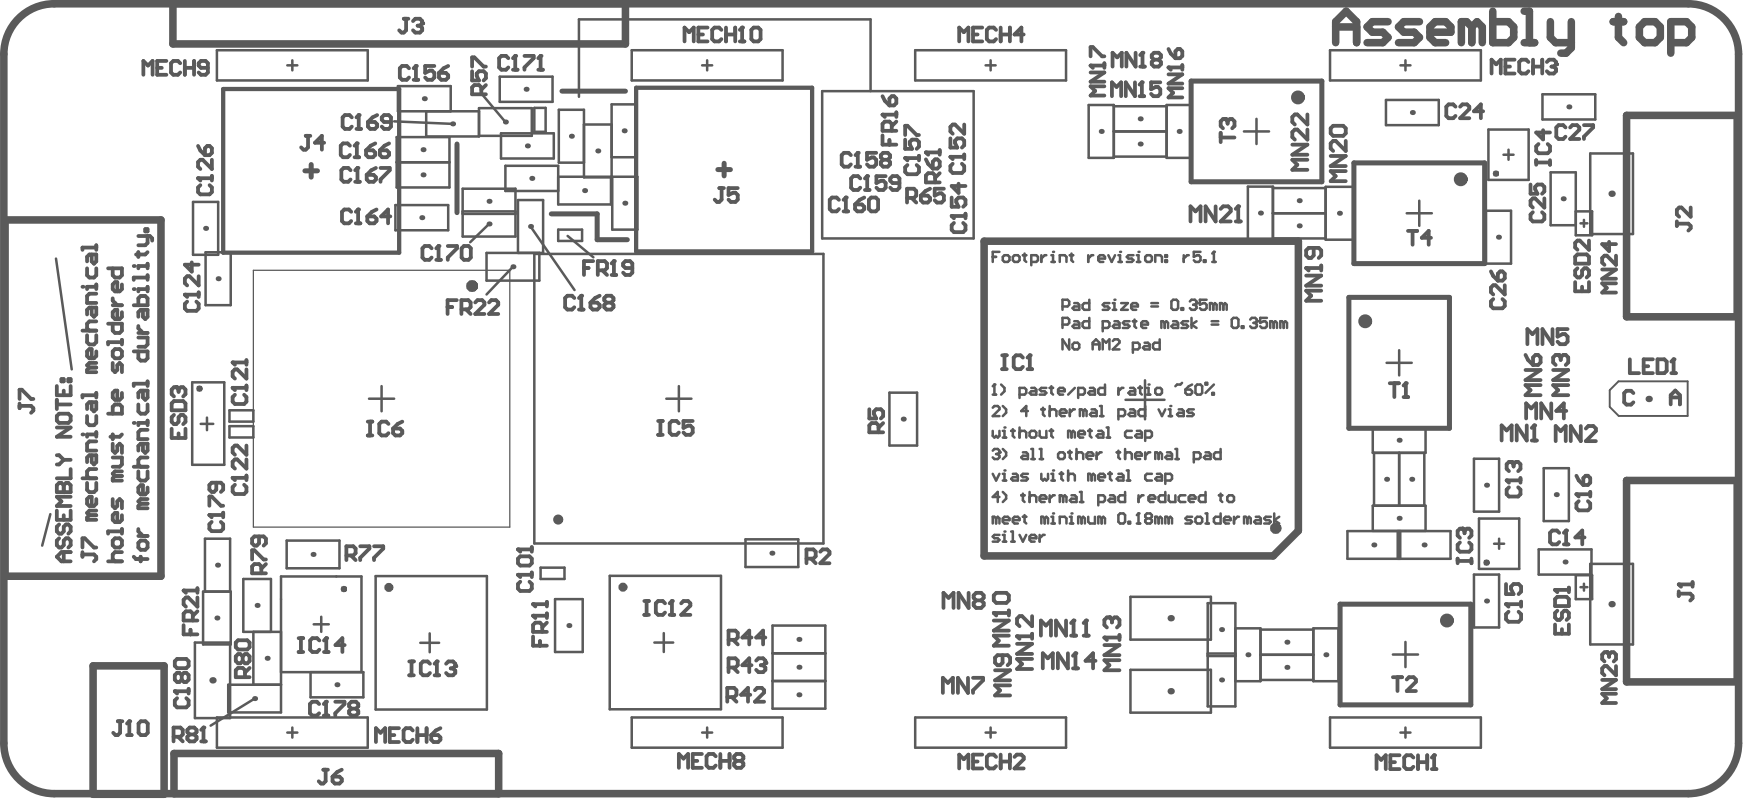 Assembly top
J3
MECH10
MECH4
MECH9
C156
R57
C171
MN17
MN18
MN16
MN15
MECH3
C169
J4
C166
C167
C164
C126
C124
C170
FR22
FR19
C168
J5
FR16
C158
C157
R61
C152
C159
R65
C160
C154
T3
MN22
MN20
C24
IC4
C27
MN21
T4
C25
C26
ESD2
MN24
J2
MN19
Footprint revision: r5.1
Pad size = 0.35mm
Pad paste mask = 0.35mm
No AM2 pad
IC1
1) paste/pad ratio ~60%
2) 4 thermal pad vias
without metal cap
3) all other thermal pad
vias with metal cap
4) thermal pad reduced to
meet minimum 0.18mm soldermask
silver
J7
ASSEMBLY NOTE:
J7 mechanical mechanical
holes must be soldered
for mechanical durability.
ESD3
C121
C122
IC6
IC5
R5
T1
MN5
MN6
MN3
MN4
MN1
MN2
LED1
C
A
C179
R79
R77
C101
R2
C13
C16
IC3
C14
C15
ESD1
MN23
J1
FR21
R80
IC14
IC13
FR11
IC12
R44
R43
R42
C180
R81
C178
MN8
MN10
MN9
MN12
MN11
MN13
MN14
MN7
T2
J10
MECH6
MECH8
MECH2
MECH1
J6